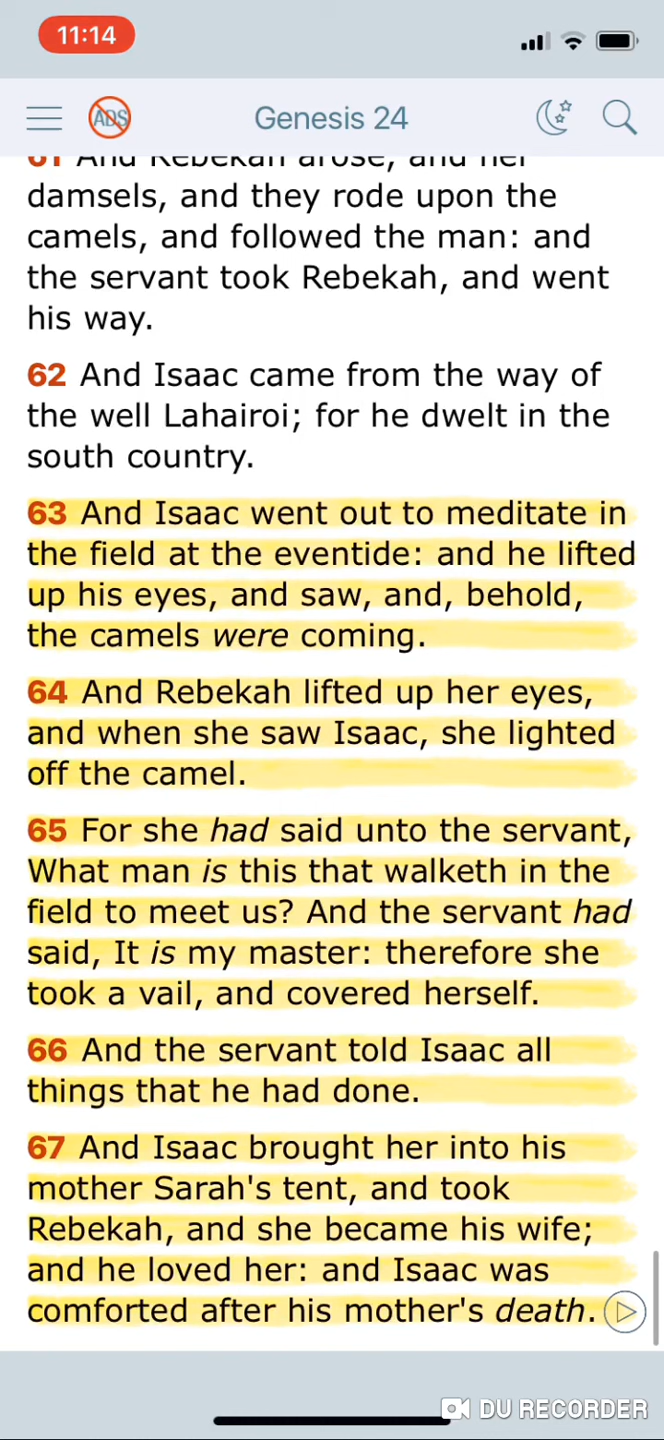 11:14
ADS
Genesis 24
61 And Rebekah arose, and her
damsels, and they rode upon the
camels, and followed the man: and
the servant took Rebekah, and went
his way.
62 And Isaac came from the way of
the well Lahairoi; for he dwelt in the
south country.
63 And Isaac went out to meditate in
the field at the eventide: and he lifted
up his eyes, and saw, and, behold,
the camels were coming.
64 And Rebekah lifted up her eyes,
and when she saw Isaac, she lighted
off the camel.
65 For she had said unto the servant,
What man is this that walketh in the
field to meet us? And the servant had
said, It is my master: therefore she
took a vail, and covered herself.
66 And the servant told Isaac all
things that he had done.
67 And Isaac brought her into his
mother Sarah's tent, and took
Rebekah, and she became his wife;
and he loved her: and Isaac was
comforted after his mother's death.
DU RECORDER